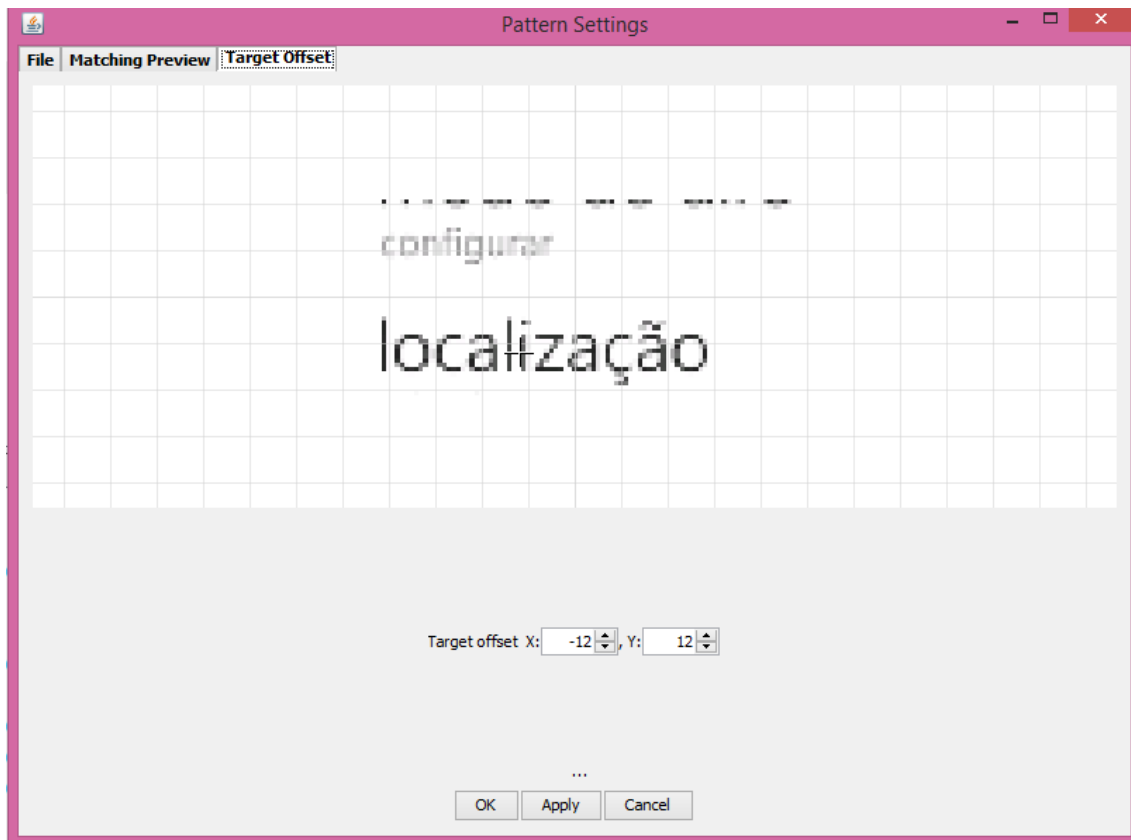 Pattern Settings
File Matching Preview Target Offset
configurar
localização
Target offset X: -12 , Y: 12
...
OK Apply Cancel